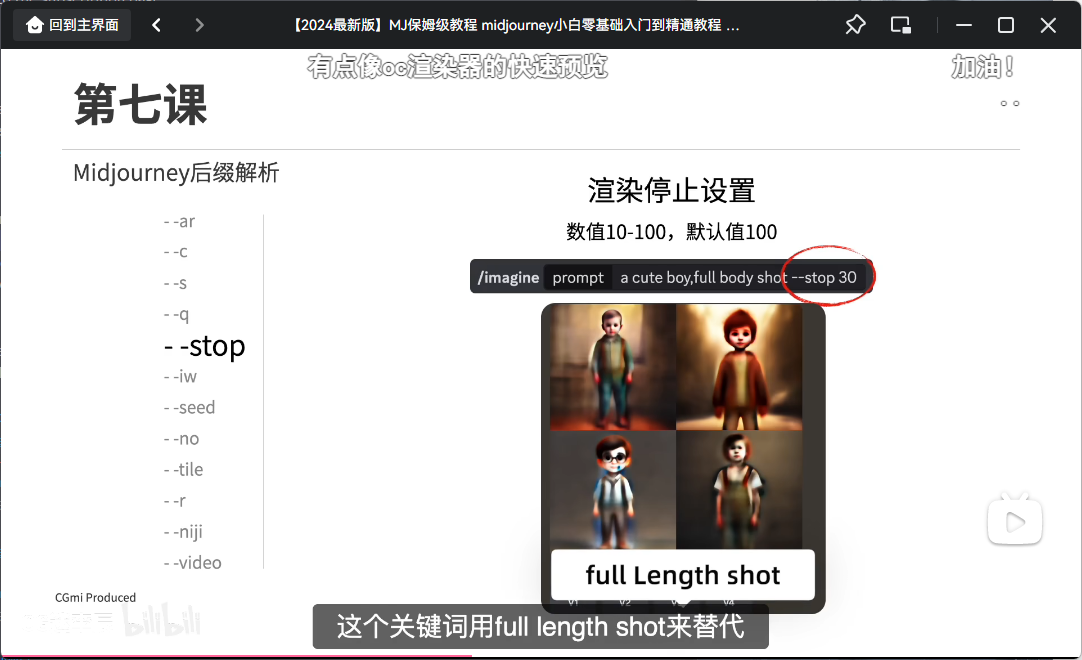 回到主界面
【2024最新版】MJ保姆级教程 midjourney小白零基础入门到精通教程 ...
有点像oc渲染器的快速预览
加油！
第七课
Midjourney后缀解析
- -ar
- -c
- -s
- -q
- -stop
- -iw
- -seed
- -no
- -tile
- -r
- -niji
- -video
渲染停止设置
数值10-100，默认值100
/imagine prompt a cute boy,full body shot --stop 30
full Length shot
V1 V2 V4
CGmi Produced
bilibili
这个关键词用full length shot来替代